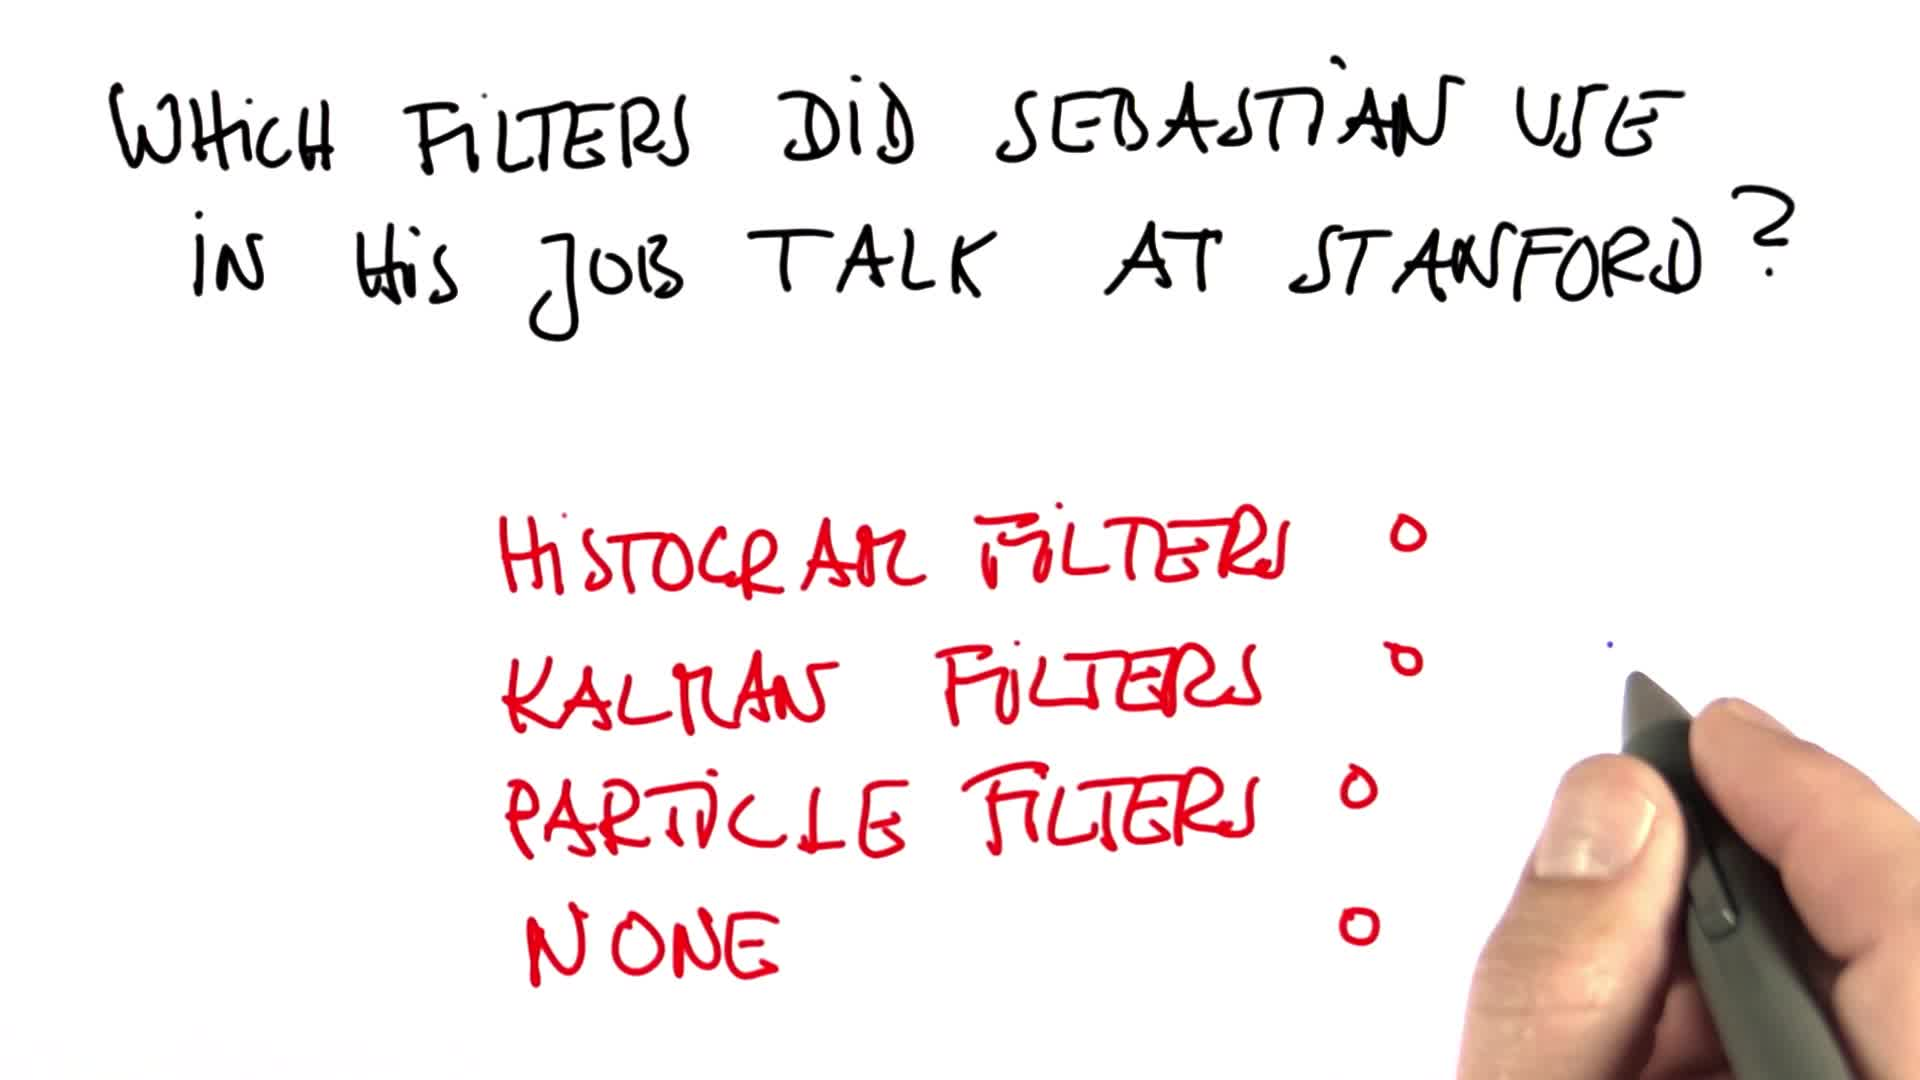 WHiCH FiLTERS DiD SEBASTiAN USE
iN HiS JOB TALK AT STANFORD?
HiSTOGRAM FiLTERS O
KALMAN FiLTERS O
PARTiCLE FiLTERS O
NONE O